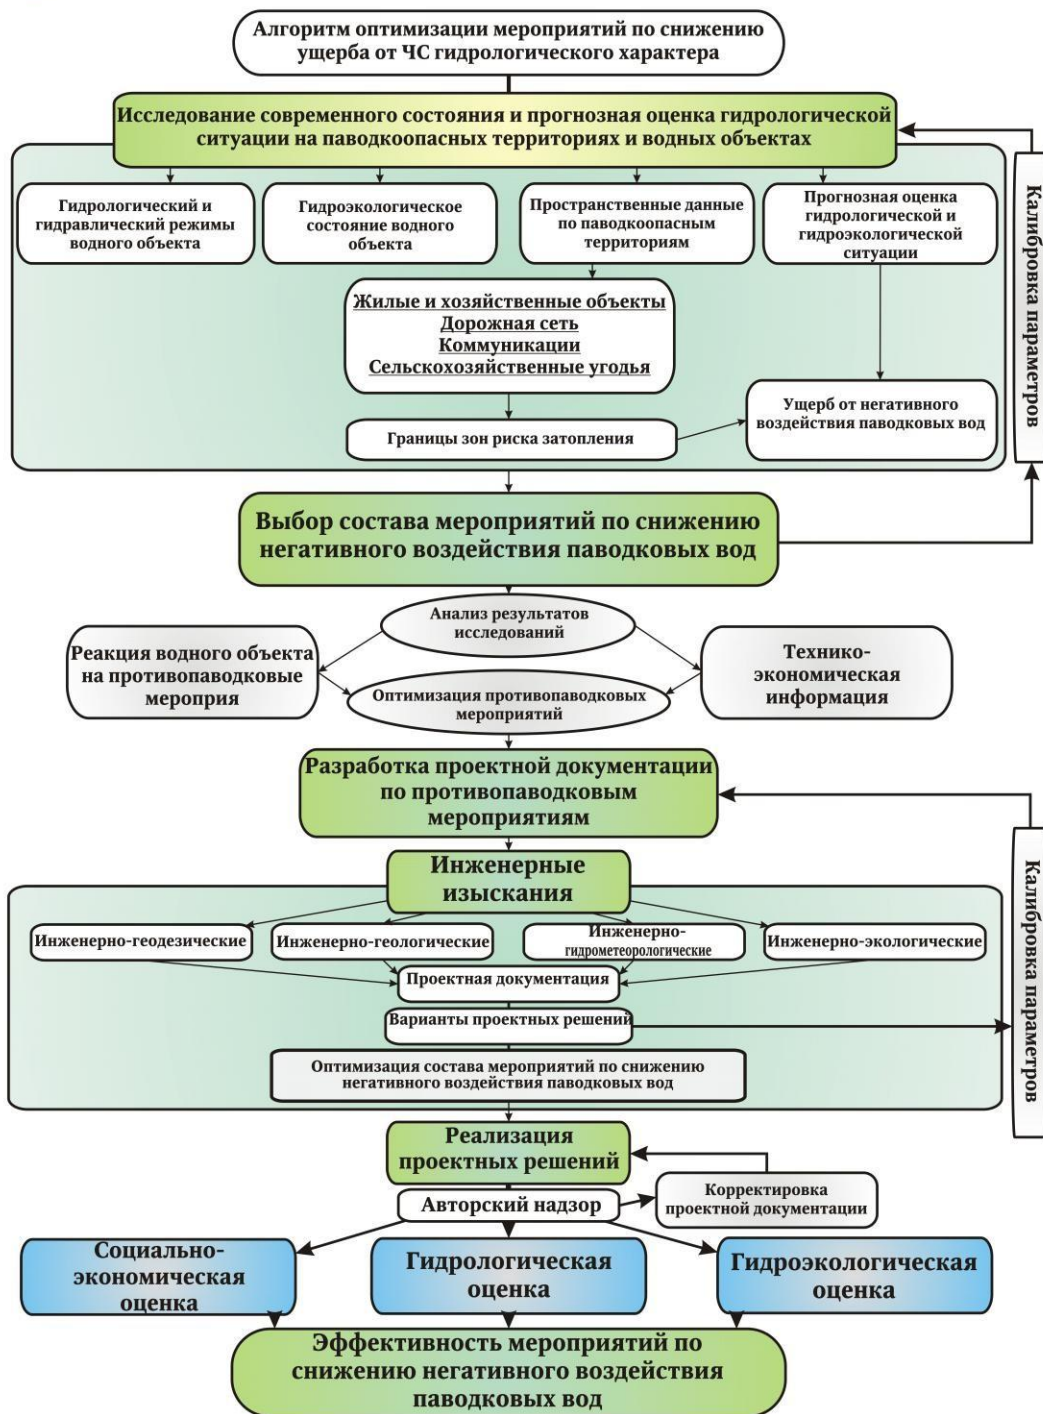 Алгоритм оптимизации мероприятий по снижению
ущерба от ЧС гидрологического характера
Исследование современного состояния и прогнозная оценка гидрологической
ситуации на паводкоопасных территориях и водных объектах
Гидрологический и
гидравлический режимы
водного объекта
Гидроэкологическое
состояние водного
объекта
Пространственные данные
по паводкоопасным
территориям
Прогнозная оценка
гидрологической и
гидроэкологической
ситуации
Калибровка параметров
Жилые и хозяйственные объекты
Дорожная сеть
Коммуникации
Сельскохозяйственные угодья
Ущерб от негативного
воздействия паводковых вод
Границы зон риска затопления
Выбор состава мероприятий по снижению
негативного воздействия паводковых вод
Анализ результатов
исследований
Реакция водного объекта
на противопаводковые
мероприя
Технико-
экономическая
информация
Оптимизация противопаводковых
мероприятий
Разработка проектной документации
по противопаводковым
мероприятиям
Инженерные
изыскания
Калибровка параметров
Инженерно-геодезические
Инженерно-геологические
Инженерно-
гидрометеорологические
Инженерно-экологические
Проектная документация
Варианты проектных решений
Оптимизация состава мероприятий по снижению
негативного воздействия паводковых вод
Реализация
проектных решений
Авторский надзор
Корректировка
проектной документации
Социально-
экономическая
оценка
Гидрологическая
оценка
Гидроэкологическая
оценка
Эффективность мероприятий по
снижению негативного воздействия
паводковых вод